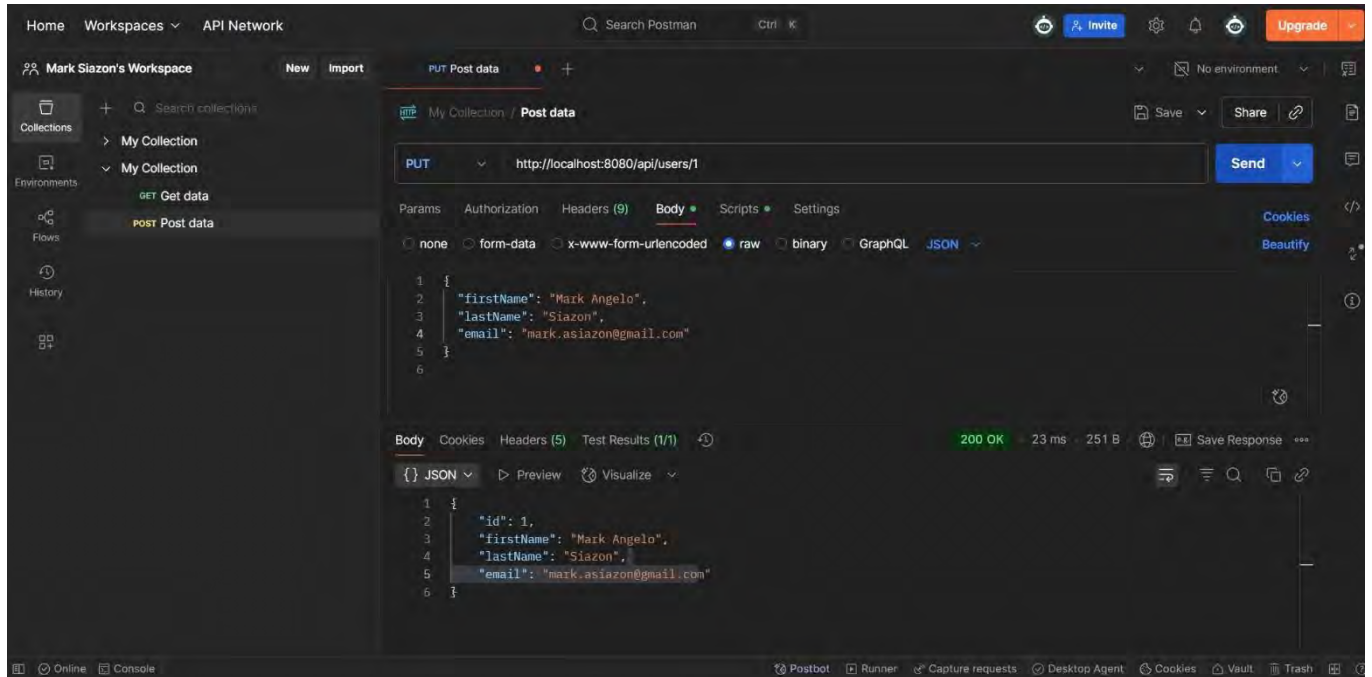 Home Workspaces API Network Search Postman Ctrl K Invite Upgrade
Mark Siazon's Workspace New Import PUT Post data No environment
Collections
Search collections
My Collection / Post data Save Share
My Collection
My Collection
PUT http://localhost:8080/api/users/1 Send
Environments
GET Get data
POST Post data
Params Authorization Headers (9) Body Scripts Settings Cookies
Flows
none form-data x-www-form-urlencoded raw binary GraphQL JSON Beautify
History
1 {
2 "firstName": "Mark Angelo",
3 "lastName": "Siazon",
4 "email": "mark.asiazon@gmail.com"
5 }
6
Body Cookies Headers (5) Test Results (1/1) 200 OK 23 ms 251 B Save Response
{} JSON Preview Visualize
1 {
2 "id": 1,
3 "firstName": "Mark Angelo",
4 "lastName": "Siazon",
5 "email": "mark.asiazon@gmail.com"
6 }
Online Console Postbot Runner Capture requests Desktop Agent Cookies Vault Trash